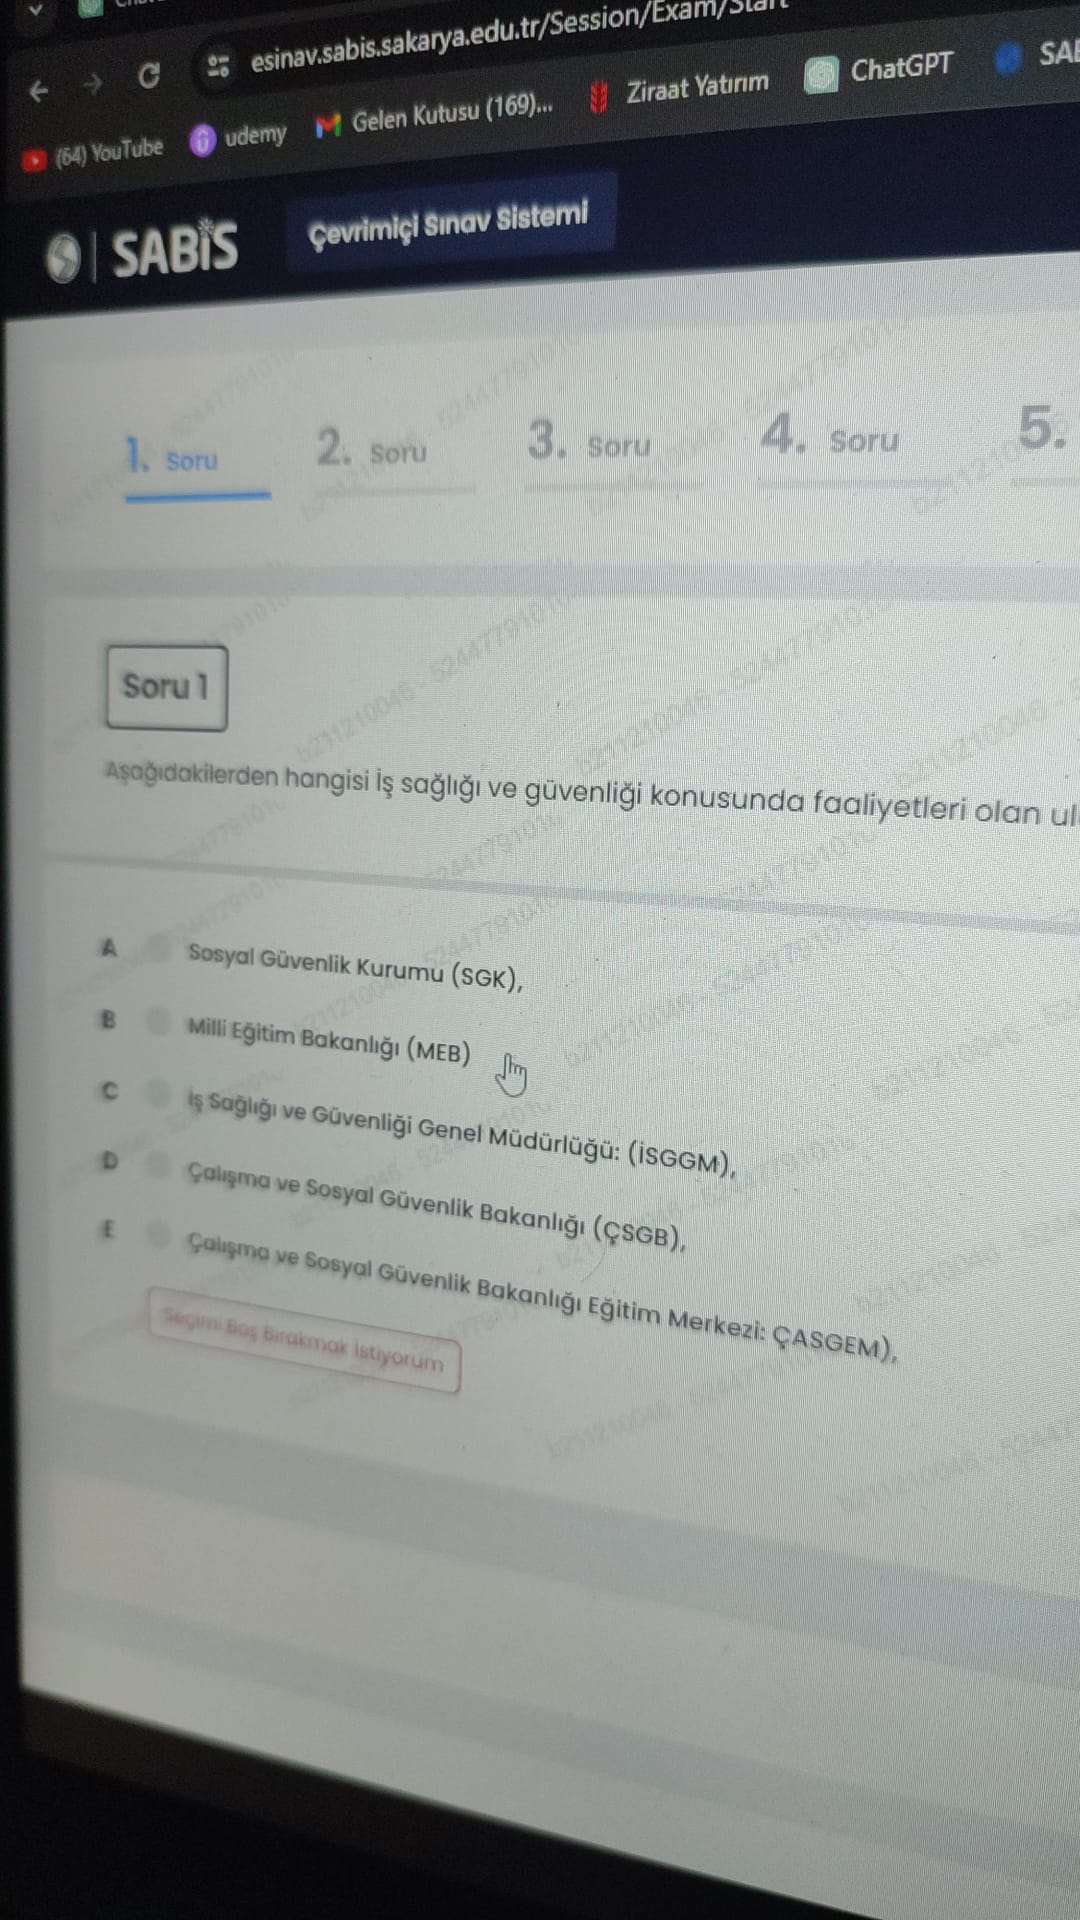 esinav.sabis.sakarya.edu.tr/Session/Exam/Start
(64) YouTube
udemy
Gelen Kutusu (169)...
Ziraat Yatırım
ChatGPT
SABİS
Çevrimiçi Sınav Sistemi
1. Soru
2. Soru
3. Soru
4. Soru
5.
Soru 1
Aşağıdakilerden hangisi İş sağlığı ve güvenliği konusunda faaliyetleri olan
A Sosyal Güvenlik Kurumu (SGK),
B Milli Eğitim Bakanlığı (MEB)
C İş Sağlığı ve Güvenliği Genel Müdürlüğü: (İSGGM),
D Çalışma ve Sosyal Güvenlik Bakanlığı (ÇSGB),
E Çalışma ve Sosyal Güvenlik Bakanlığı Eğitim Merkezi: ÇASGEM),
Seçimi Boş Bırakmak İstiyorum
b211210046 - 52447791010